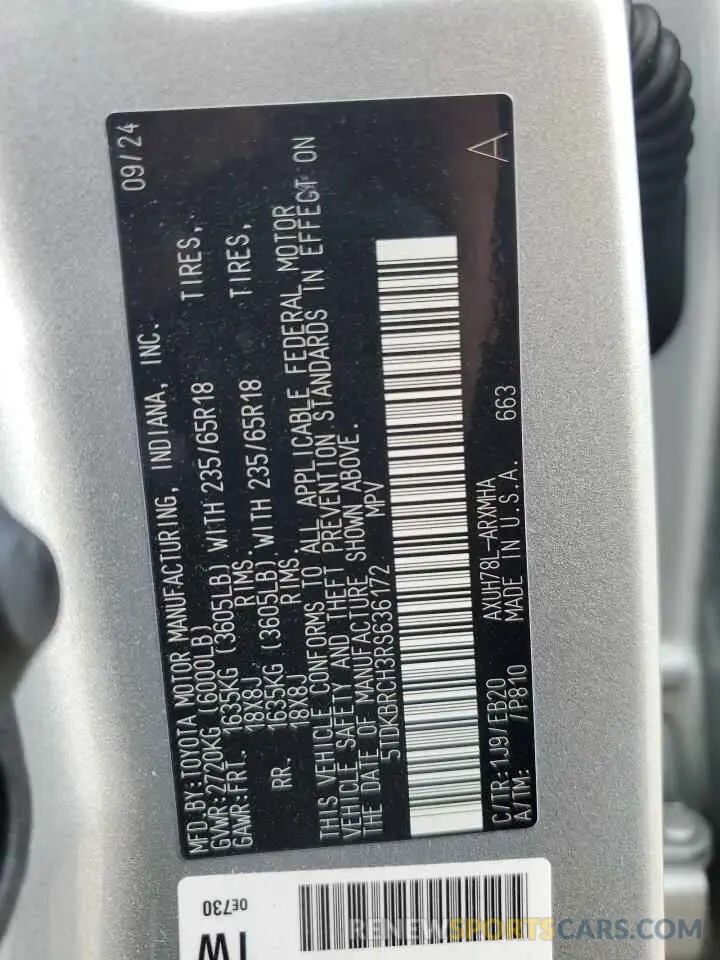 MFD.BY:TOYOTA MOTOR MANUFACTURING, INDIANA, INC. 09/24
GVWR:2720KG (6000LB)
GAWR:FRT. 1635KG (3605LB) WITH 235/65R18 TIRES,
18X8J RIMS.
RR. 1635KG (3605LB) WITH 235/65R18 TIRES,
18X8J RIMS.
THIS VEHICLE CONFORMS TO ALL APPLICABLE FEDERAL MOTOR
VEHICLE SAFETY AND THEFT PREVENTION STANDARDS IN EFFECT ON
THE DATE OF MANUFACTURE SHOWN ABOVE.
5TDKBRCH3RS636172 MPV
C/TR:1J9/EB20 AXUH78L-ARXMHA A
A/TM: /P810 MADE IN U.S.A. 663
0E730
TW
RENEWSPORTSCARS.COM